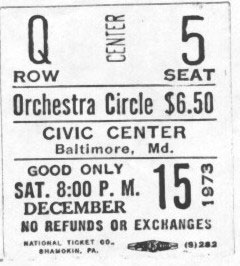 Q CENTER 5
ROW SEAT
Orchestra Circle $6.50
CIVIC CENTER
Baltimore, Md.
GOOD ONLY
SAT. 8:00 P. M.
DECEMBER 15 1973
NO REFUNDS OR EXCHANGES
NATIONAL TICKET CO.,
SHAMOKIN, PA. (S)282